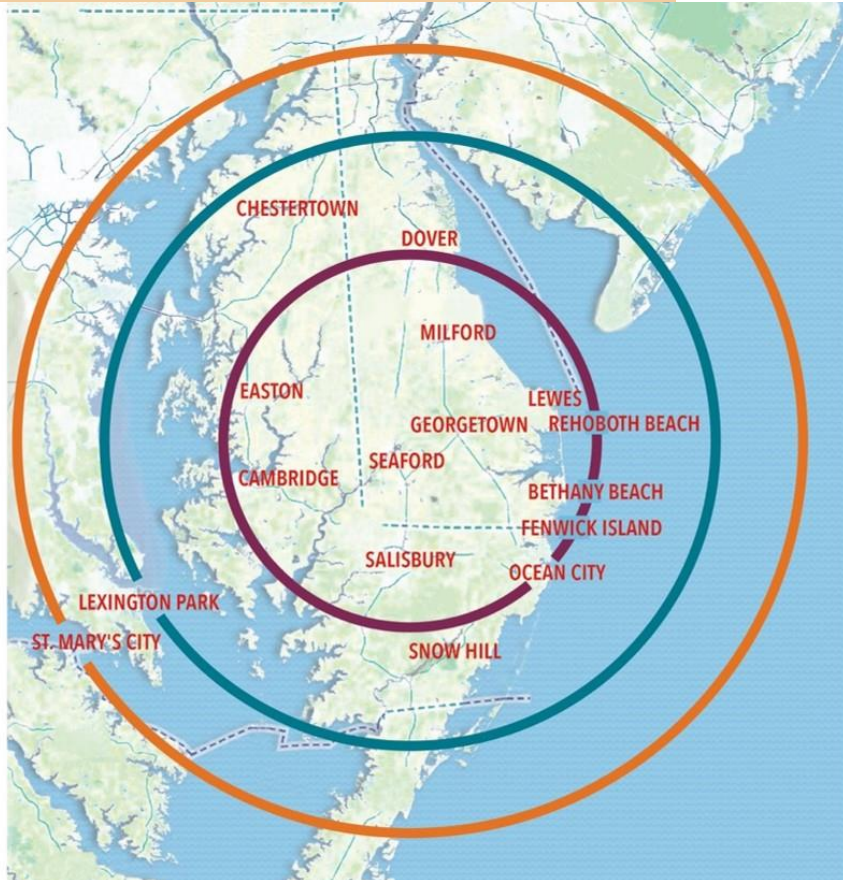 CHESTERTOWN
DOVER
MILFORD
EASTON
LEWES
GEORGETOWN
REHOBOTH BEACH
SEAFORD
CAMBRIDGE
BETHANY BEACH
FENWICK ISLAND
SALISBURY
OCEAN CITY
LEXINGTON PARK
ST. MARY'S CITY
SNOW HILL